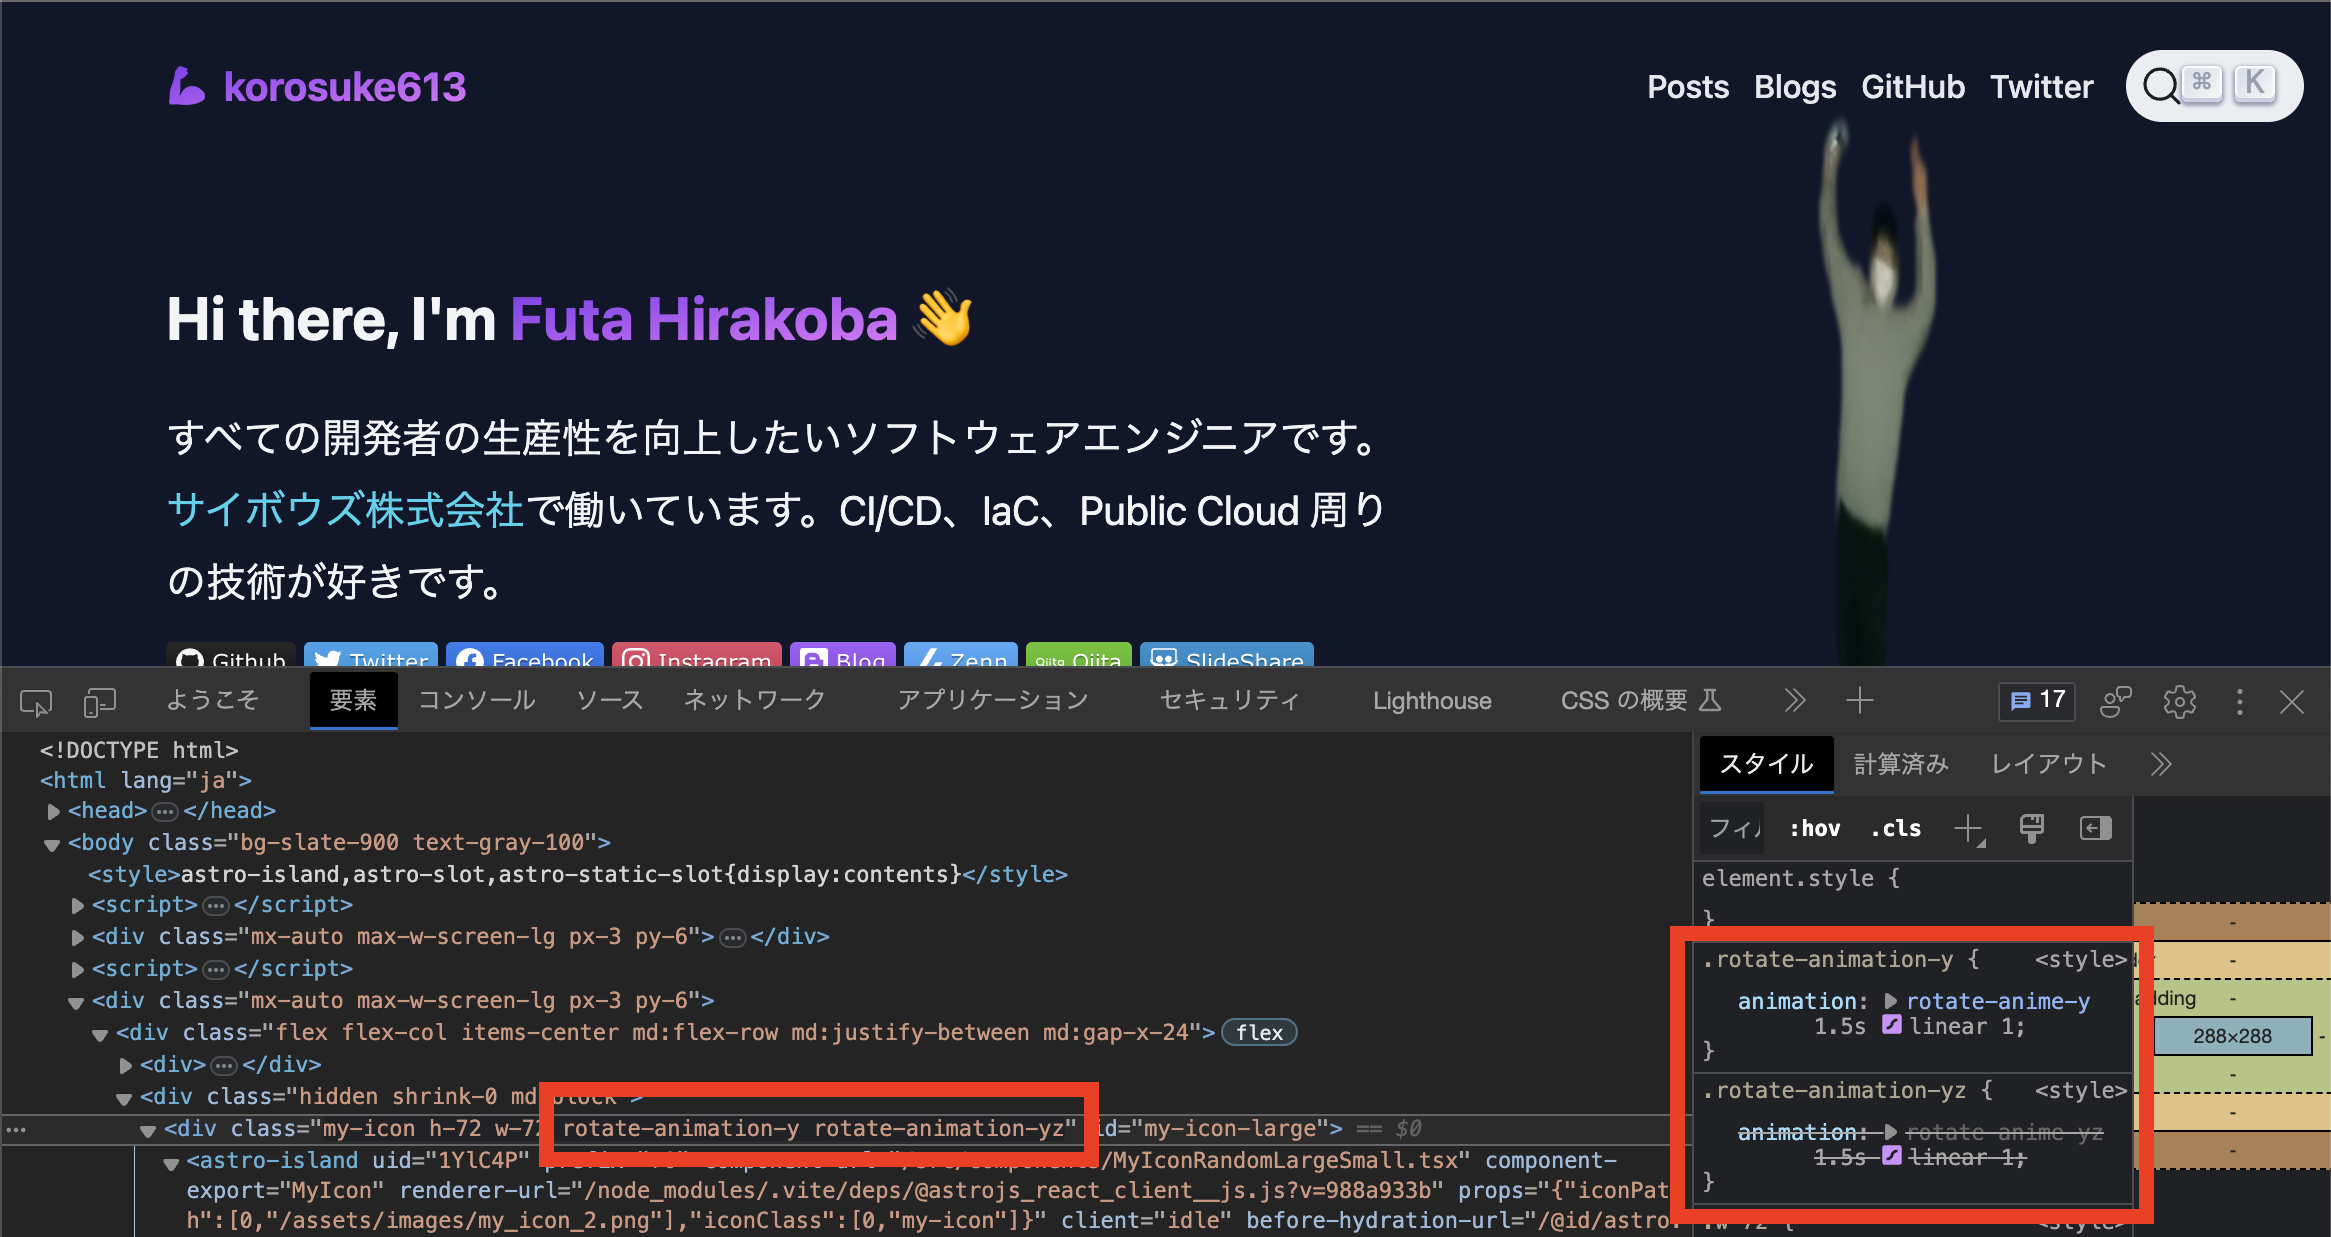 korosuke613
Posts Blogs GitHub Twitter ⌘ K
Hi there, I'm Futa Hirakoba 👋
すべての開発者の生産性を向上したいソフトウェアエンジニアです。
サイボウズ株式会社で働いています。CI/CD、IaC、Public Cloud 周り
の技術が好きです。
Github Twitter Facebook Instagram Blog Zenn Qiita Qiita SlideShare
ようこそ 要素 コンソール ソース ネットワーク アプリケーション セキュリティ Lighthouse CSS の概要 17
<!DOCTYPE html>
<html lang="ja">
<head>…</head>
<body class="bg-slate-900 text-gray-100">
<style>astro-island,astro-slot,astro-static-slot{display:contents}</style>
<script>…</script>
<div class="mx-auto max-w-screen-lg px-3 py-6">…</div>
<script>…</script>
<div class="mx-auto max-w-screen-lg px-3 py-6">
<div class="flex flex-col items-center md:flex-row md:justify-between md:gap-x-24"> flex
<div>…</div>
<div class="hidden shrink-0 md:block">
… <div class="my-icon h-72 w-72 rotate-animation-y rotate-animation-yz" id="my-icon-large"> == $0
<astro-island uid="1YlC4P" /MyIconRandomLargeSmall.tsx" component-
export="MyIcon" renderer-url="/node_modules/.vite/deps/@astrojs_react_client__js.js?v=988a933b" props="{"iconPat
h":[0,"/assets/images/my_icon_2.png"],"iconClass":[0,"my-icon"]}" client="idle" before-hydration-url="/@id/astro
スタイル 計算済み レイアウト
フィル :hov .cls
element.style {
}
.rotate-animation-y { <style>
animation: rotate-anime-y
1.5s linear 1;
}
.rotate-animation-yz { <style>
animation: rotate-anime-yz
1.5s linear 1;
}
.w-72 { <style>
-
-
adding -
288×288 -
-
-
-